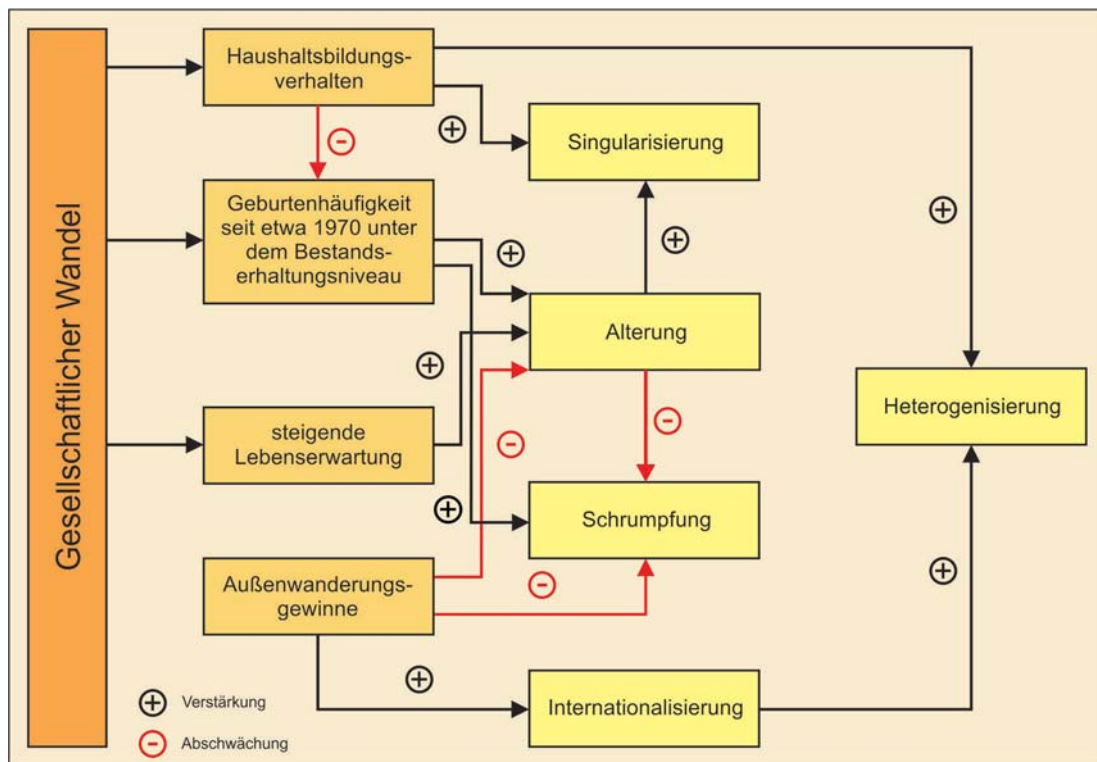 Gesellschaftlicher Wandel
Haushaltsbildungs-
verhalten
Geburtenhäufigkeit
seit etwa 1970 unter
dem Bestands-
erhaltungsniveau
steigende
Lebenserwartung
Außenwanderungs-
gewinne
Singularisierung
Alterung
Schrumpfung
Internationalisierung
Heterogenisierung
+ Verstärkung
- Abschwächung